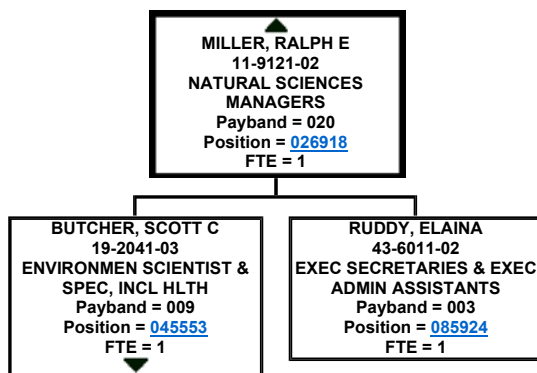 MILLER, RALPH E
11-9121-02
NATURAL SCIENCES
MANAGERS
Payband = 020
Position = 026918
FTE = 1
BUTCHER, SCOTT C
19-2041-03
ENVIRONMEN SCIENTIST &
SPEC, INCL HLTH
Payband = 009
Position = 045553
FTE = 1
RUDDY, ELAINA
43-6011-02
EXEC SECRETARIES & EXEC
ADMIN ASSISTANTS
Payband = 003
Position = 085924
FTE = 1